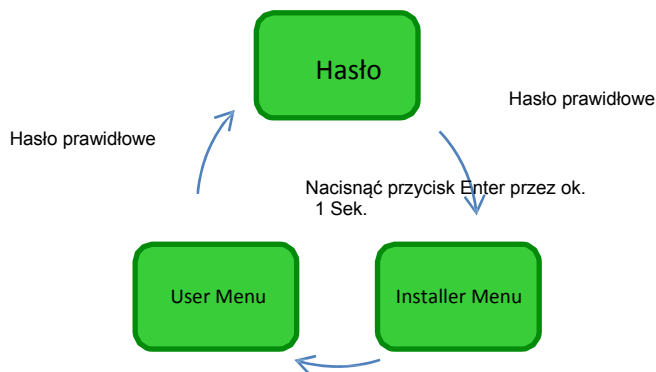 Hasło
Hasło prawidłowe
Hasło prawidłowe
Nacisnąć przycisk Enter przez ok.
1 Sek.
User Menu
Installer Menu